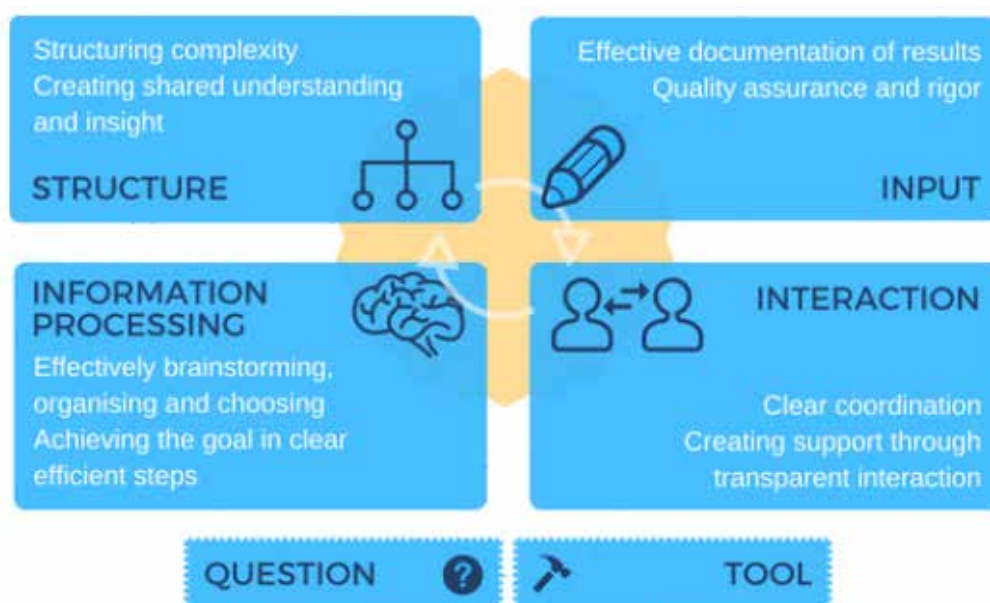 Structuring complexity
Creating shared understanding
and insight
STRUCTURE
Effective documentation of results
Quality assurance and rigor
INPUT
INFORMATION
PROCESSING
Effectively brainstorming,
organising and choosing
Achieving the goal in clear
efficient steps
INTERACTION
Clear coordination
Creating support through
transparent interaction
QUESTION ?
TOOL